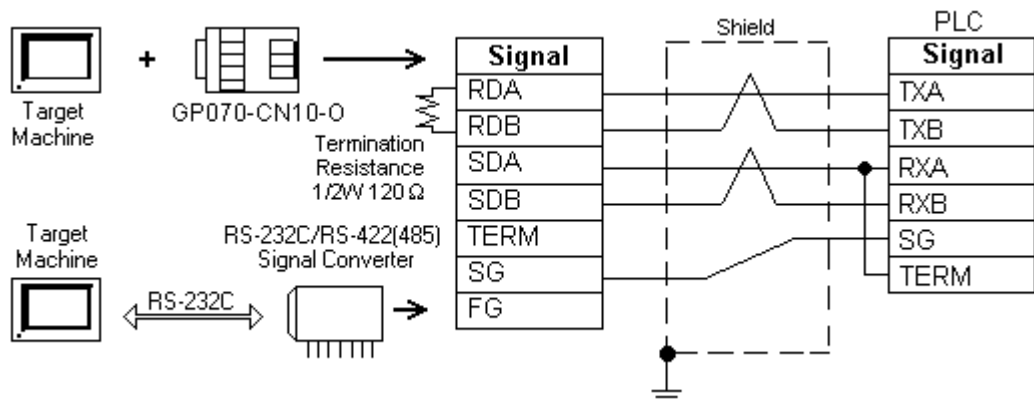 Target
Machine
+
GP070-CN10-O
Termination
Resistance
1/2W 120 Ω
Target
Machine
RS-232C
RS-232C/RS-422(485)
Signal Converter
Signal
RDA
RDB
SDA
SDB
TERM
SG
FG
Shield
PLC
Signal
TXA
TXB
RXA
RXB
SG
TERM